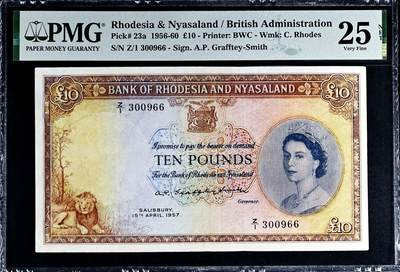 PMG
PAPER MONEY GUARANTY
Rhodesia & Nyasaland / British Administration
Pick# 23a 1956-60 £10 - Printer: BWC - Wmk: C. Rhodes
S/N Z/1 300966 - Sign. A.P. Grafftey-Smith
25 NET
Very Fine
£10
BANK OF RHODESIA AND NYASALAND
£10
Z/1 300966
I promise to pay the bearer on demand
TEN POUNDS
For the Bank of Rhodesia and Nyasaland
Governor.
SALISBURY,
15TH APRIL, 1957.
Z/1 300966
£10